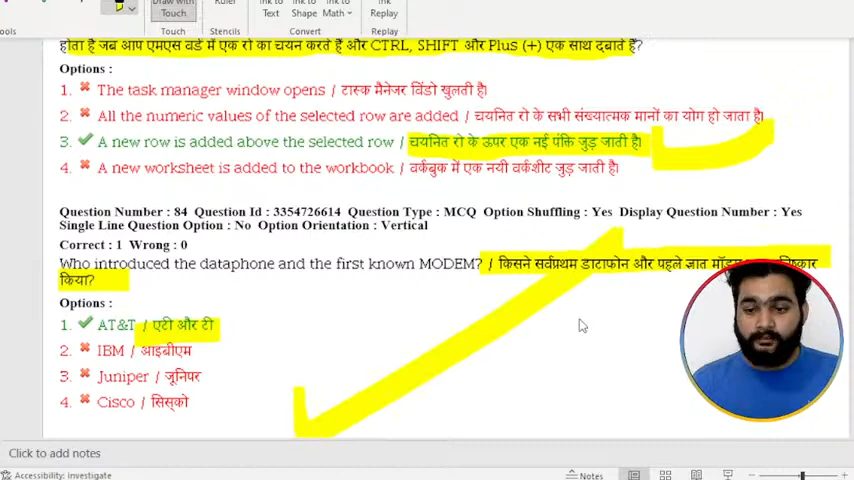 Draw with
Touch
Ruler
Ink to
Text
Ink to
Shape
Ink to
Math
Ink
Replay
Touch
Stencils
Convert
Replay
होता है जब आप एमएस वर्ड में एक रो का चयन करते हैं और CTRL, SHIFT और Plus (+) एक साथ दबाते हैं?
Options :
1. The task manager window opens / टास्क मैनेजर विंडो खुलती है।
2. All the numeric values of the selected row are added / चयनित रो के सभी संख्यात्मक मानों का योग हो जाता है।
3. A new row is added above the selected row / चयनित रो के ऊपर एक नई पंक्ति जुड़ जाती है।
4. A new worksheet is added to the workbook / वर्कबुक में एक नयी वर्कशीट जुड़ जाती है।
Question Number : 84 Question Id : 3354726614 Question Type : MCQ Option Shuffling : Yes Display Question Number : Yes
Single Line Question Option : No Option Orientation : Vertical
Correct : 1 Wrong : 0
Who introduced the dataphone and the first known MODEM? / किसने सर्वप्रथम डाटाफोन और पहले ज्ञात
किया?
Options :
1. AT&T / एटी और टी
2. IBM / आइबीएम
3. Juniper / जूनिपर
4. Cisco / सिस्को
Click to add notes
Accessibility: Investigate
Notes